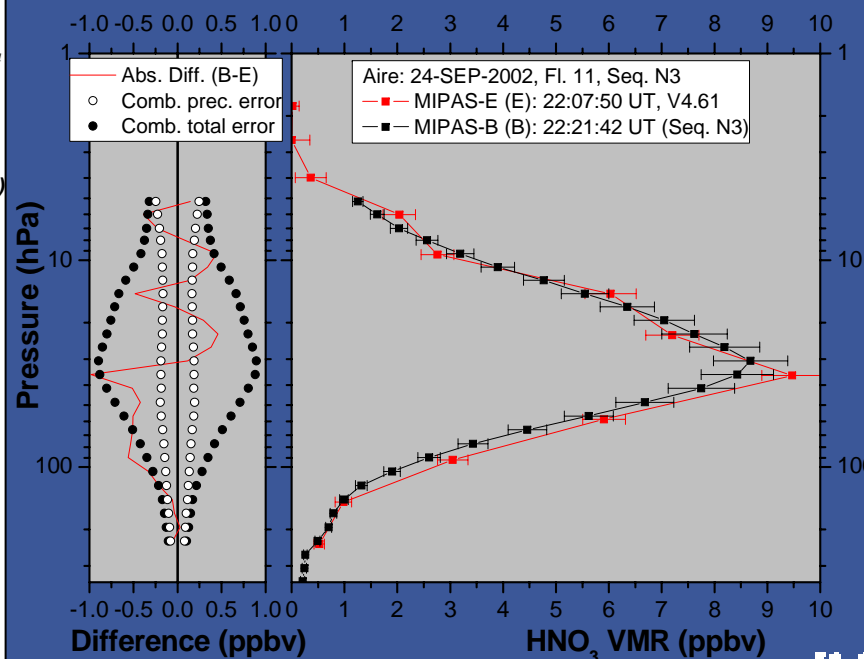 -1.0 -0.5 0.0 0.5 1.0
0 1 2 3 4 5 6 7 8 9 10
1 1
Abs. Diff. (B-E)
Comb. prec. error
Comb. total error
Aire: 24-SEP-2002, Fl. 11, Seq. N3
MIPAS-E (E): 22:07:50 UT, V4.61
MIPAS-B (B): 22:21:42 UT (Seq. N3)
)
Pressure (hPa)
10 10
100 100
-1.0 -0.5 0.0 0.5 1.0
0 1 2 3 4 5 6 7 8 9 10
Difference (ppbv)
HNO₃ VMR (ppbv)